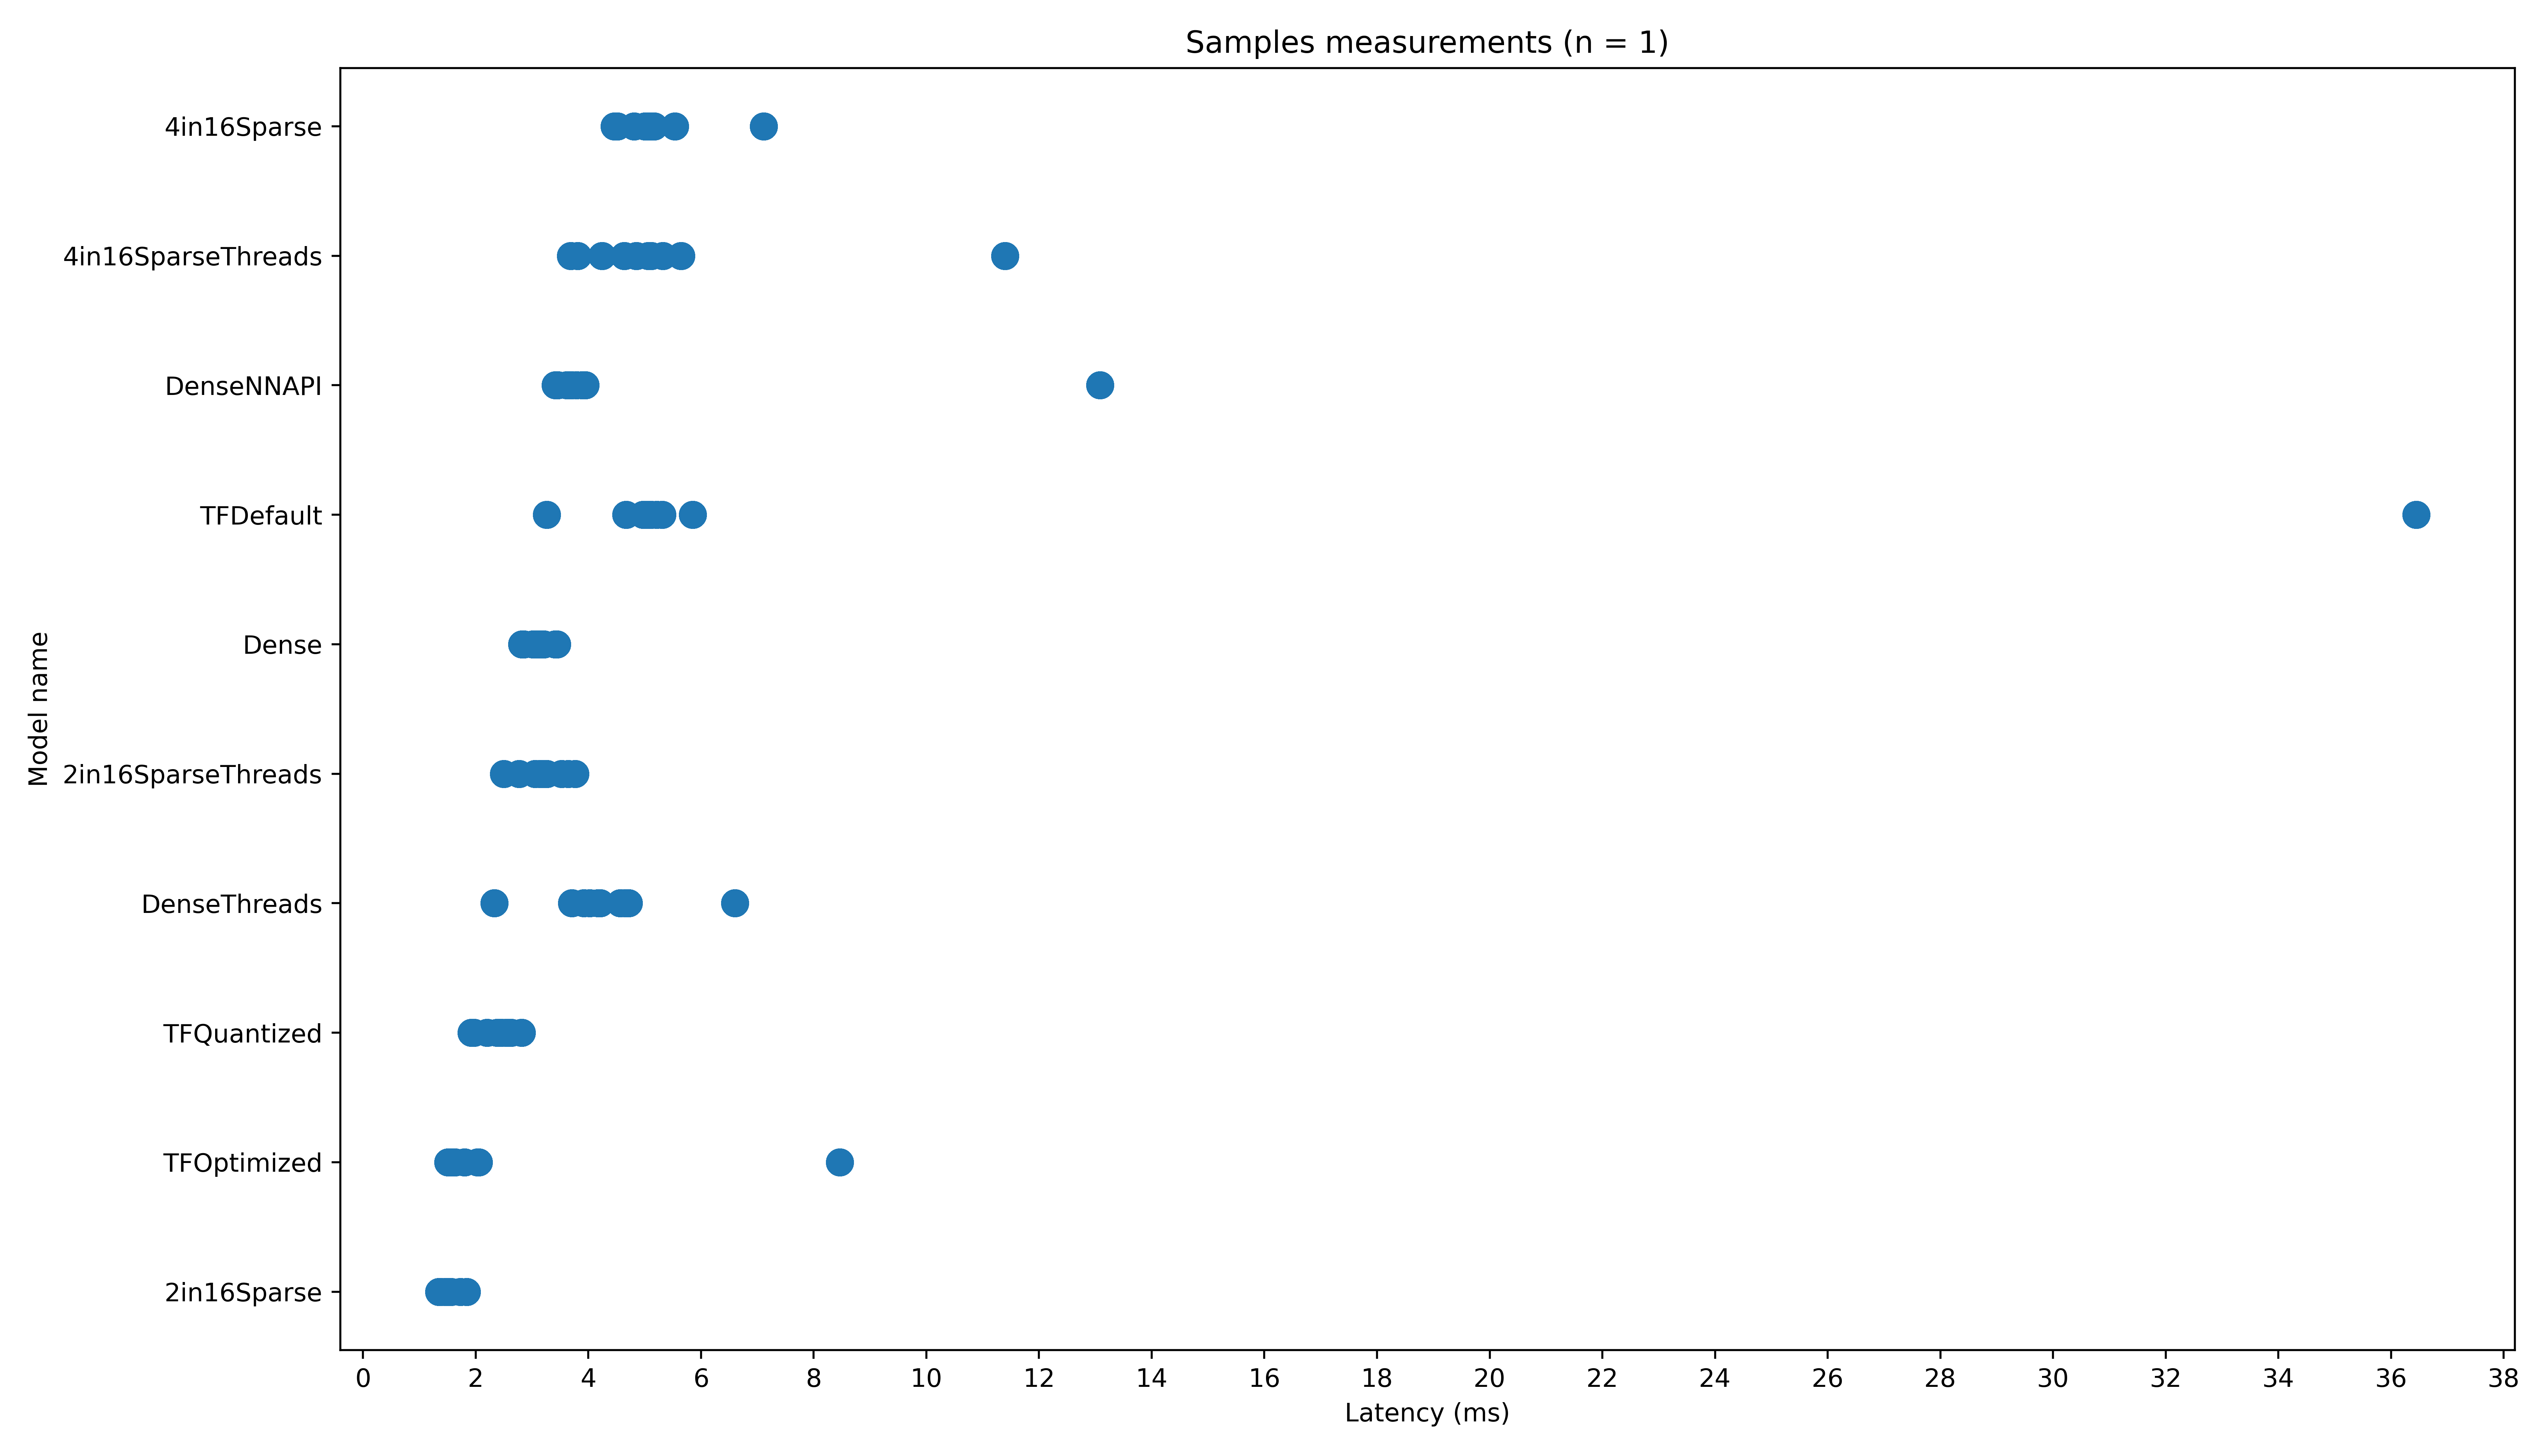 Samples measurements (n = 1)
Model name
4in16Sparse
4in16SparseThreads
DenseNNAPI
TFDefault
Dense
2in16SparseThreads
DenseThreads
TFQuantized
TFOptimized
2in16Sparse
0 2 4 6 8 10 12 14 16 18 20 22 24 26 28 30 32 34 36 38
Latency (ms)